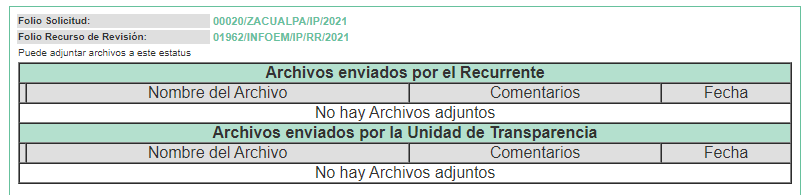 Folio Solicitud: 00020/ZACUALPA/IP/2021
Folio Recurso de Revisión: 01962/INFOEM/IP/RR/2021
Puede adjuntar archivos a este estatus
Archivos enviados por el Recurrente
Nombre del Archivo Comentarios Fecha
No hay Archivos adjuntos
Archivos enviados por la Unidad de Transparencia
Nombre del Archivo Comentarios Fecha
No hay Archivos adjuntos